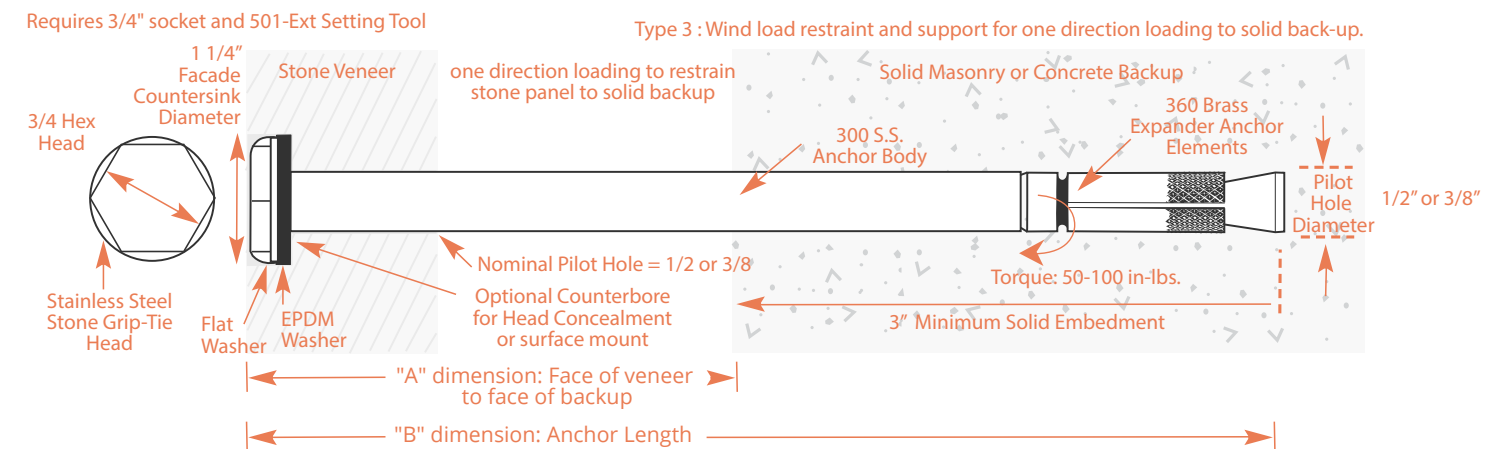 Requires 3/4" socket and 501-Ext Setting Tool
Type 3 : Wind load restraint and support for one direction loading to solid back-up.
1 1/4”
Facade
Countersink
Diameter
Stone Veneer
one direction loading to restrain
stone panel to solid backup
Solid Masonry or Concrete Backup
3/4 Hex
Head
300 S.S.
Anchor Body
360 Brass
Expander Anchor
Elements
Pilot
Hole
Diameter
1/2” or 3/8”
Nominal Pilot Hole = 1/2 or 3/8
Torque: 50-100 in-lbs.
Stainless Steel
Stone Grip-Tie
Head
Flat
Washer
EPDM
Washer
Optional Counterbore
for Head Concealment
or surface mount
3” Minimum Solid Embedment
"A" dimension: Face of veneer
to face of backup
"B" dimension: Anchor Length